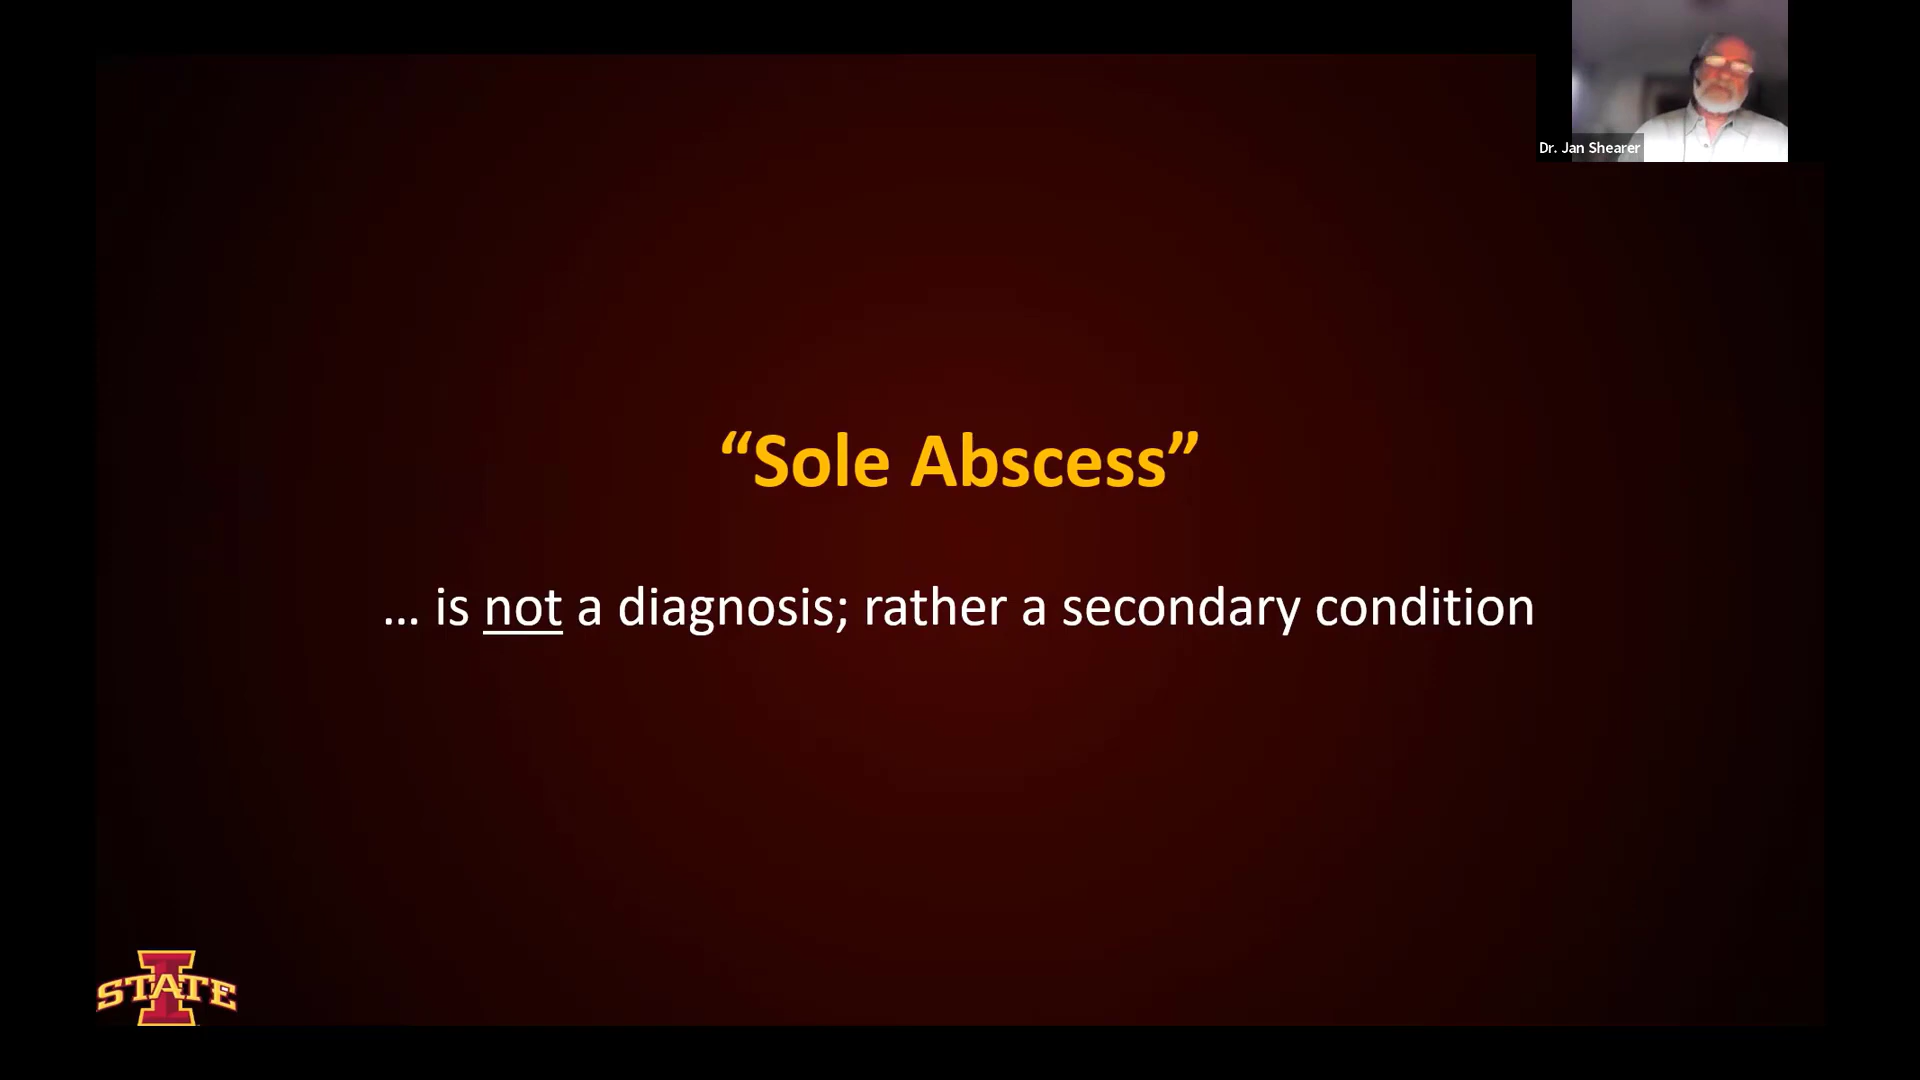 Dr. Jan Shearer
“Sole Abscess”
... is not a diagnosis; rather a secondary condition
STATE